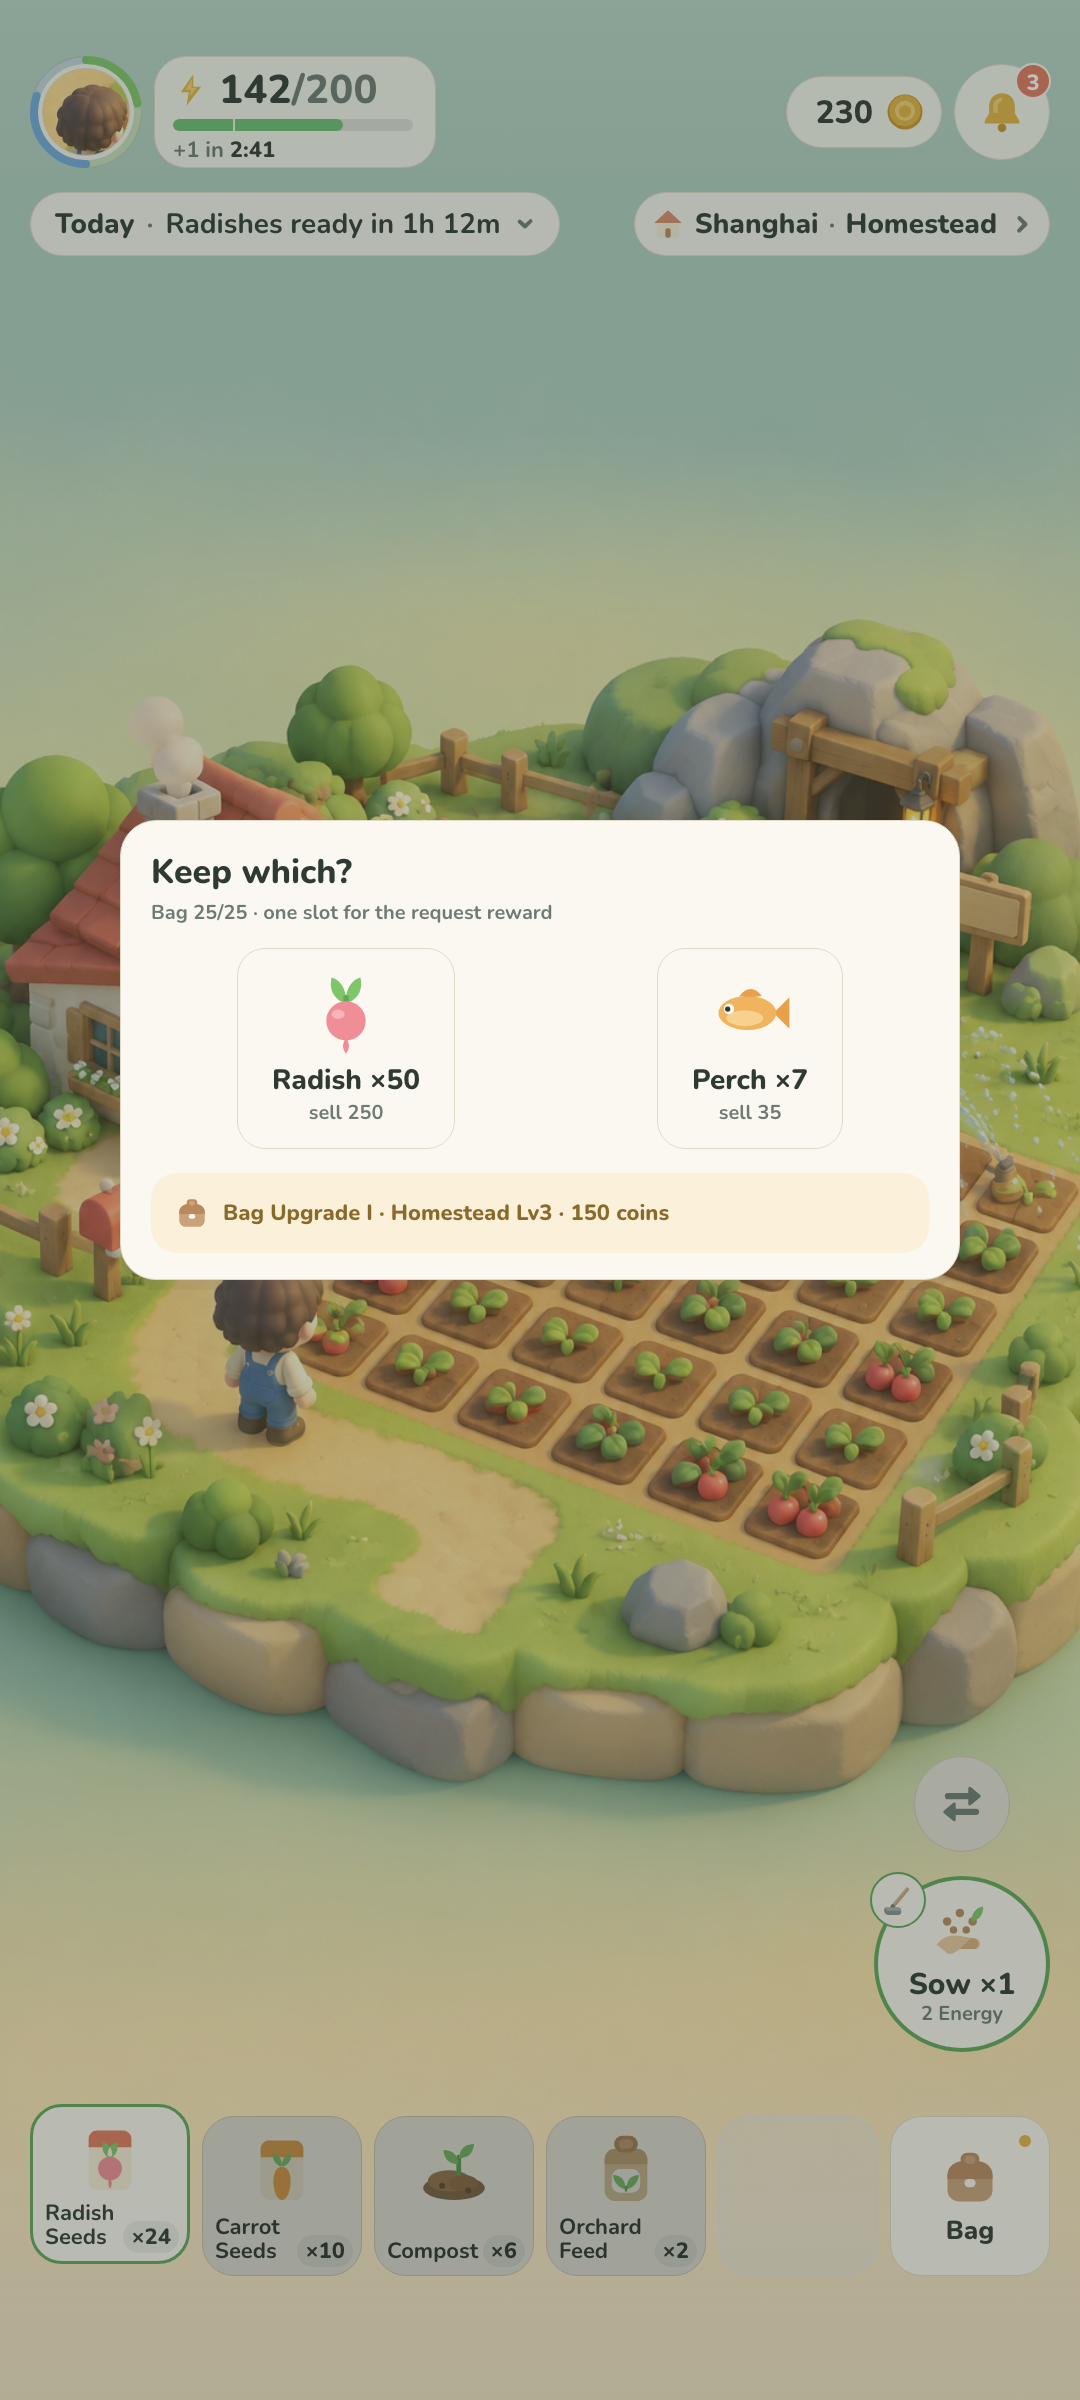 142/200
+1 in 2:41
230
3
Today · Radishes ready in 1h 12m
Shanghai · Homestead
Keep which?
Bag 25/25 · one slot for the request reward
Radish ×50
sell 250
Perch ×7
sell 35
Bag Upgrade I · Homestead Lv3 · 150 coins
Sow ×1
2 Energy
Radish
Seeds ×24
Carrot
Seeds ×10
Compost ×6
Orchard
Feed ×2
Bag